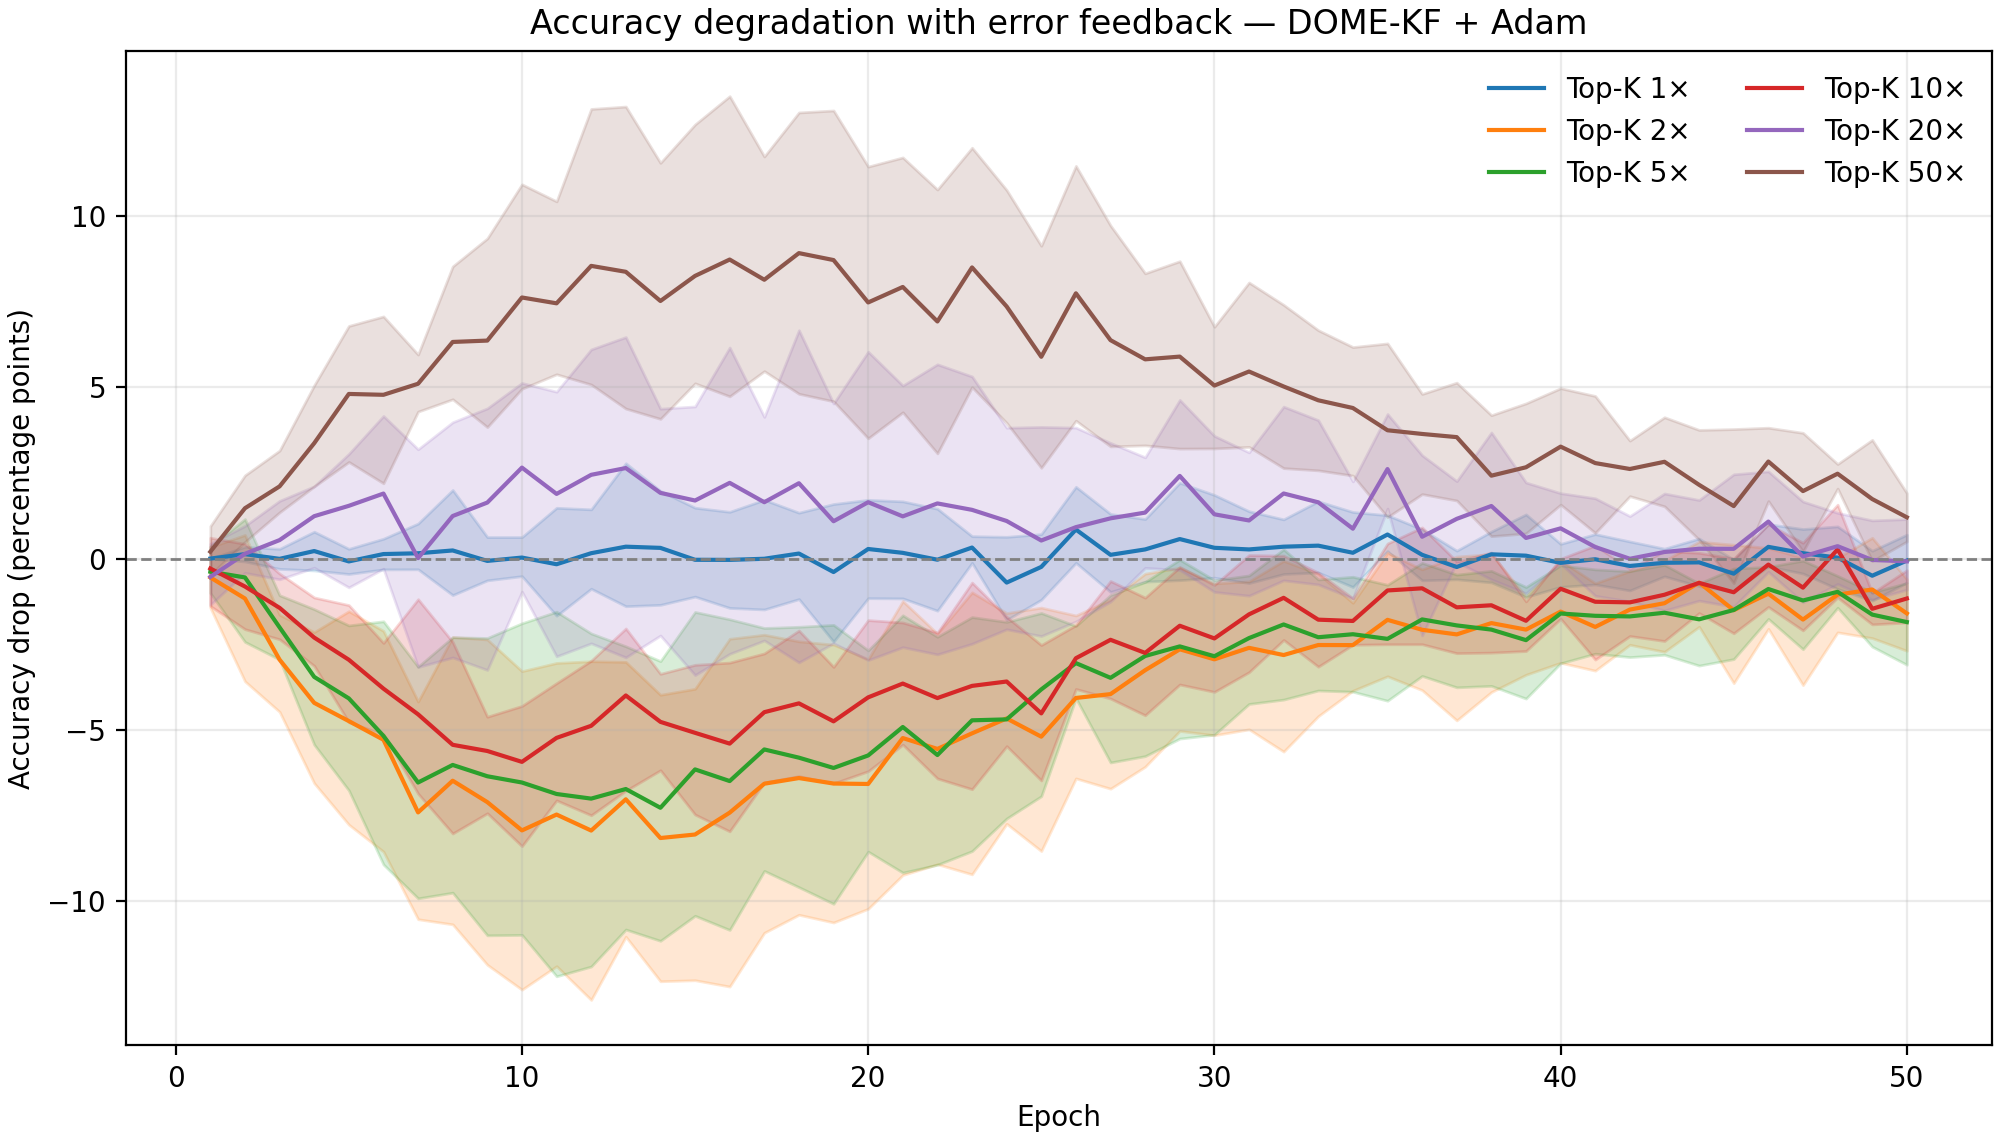 Accuracy degradation with error feedback — DOME-KF + Adam
Top-K 1×
Top-K 2×
Top-K 5×
Top-K 10×
Top-K 20×
Top-K 50×
Accuracy drop (percentage points)
10
5
0
−5
−10
0
10
20
30
40
50
Epoch